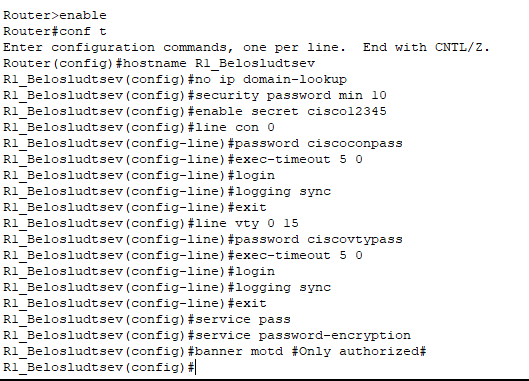 Router>enable
Router#conf t
Enter configuration commands, one per line.  End with CNTL/Z.
Router(config)#hostname R1_Belosludtsev
R1_Belosludtsev(config)#no ip domain-lookup
R1_Belosludtsev(config)#security password min 10
R1_Belosludtsev(config)#enable secret cisco12345
R1_Belosludtsev(config)#line con 0
R1_Belosludtsev(config-line)#password ciscoconpass
R1_Belosludtsev(config-line)#exec-timeout 5 0
R1_Belosludtsev(config-line)#login
R1_Belosludtsev(config-line)#logging sync
R1_Belosludtsev(config-line)#exit
R1_Belosludtsev(config)#line vty 0 15
R1_Belosludtsev(config-line)#password ciscovtypass
R1_Belosludtsev(config-line)#exec-timeout 5 0
R1_Belosludtsev(config-line)#login
R1_Belosludtsev(config-line)#logging sync
R1_Belosludtsev(config-line)#exit
R1_Belosludtsev(config)#service pass
R1_Belosludtsev(config)#service password-encryption
R1_Belosludtsev(config)#banner motd #Only authorized#
R1_Belosludtsev(config)#